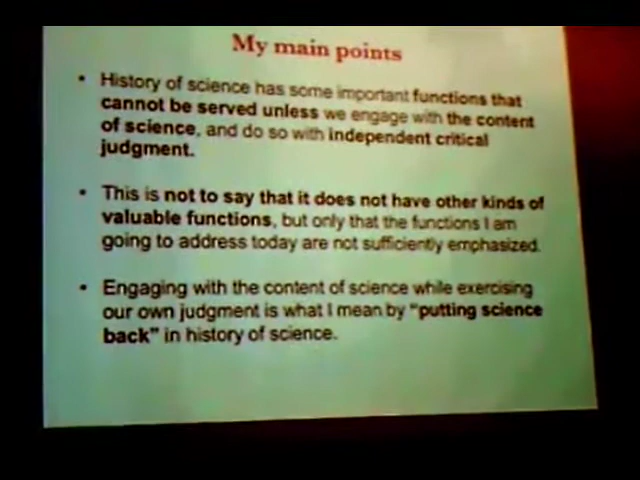 My main points
• History of science has some important functions that
cannot be served unless we engage with the content
of science, and do so with independent critical
judgment.
• This is not to say that it does not have other kinds of
valuable functions, but only that the functions I am
going to address today are not sufficiently emphasized.
• Engaging with the content of science while exercising
our own judgment is what I mean by "putting science
back" in history of science.